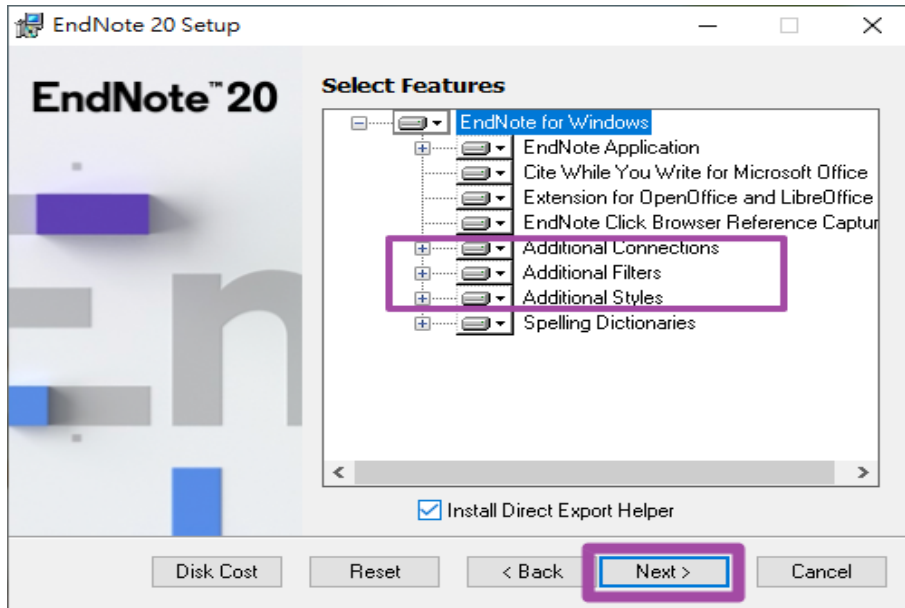 EndNote 20 Setup
EndNote™20
Select Features
EndNote for Windows
EndNote Application
Cite While You Write for Microsoft Office
Extension for OpenOffice and LibreOffice
EndNote Click Browser Reference Captur
Additional Connections
Additional Filters
Additional Styles
Spelling Dictionaries
Install Direct Export Helper
Disk Cost Reset < Back Next > Cancel